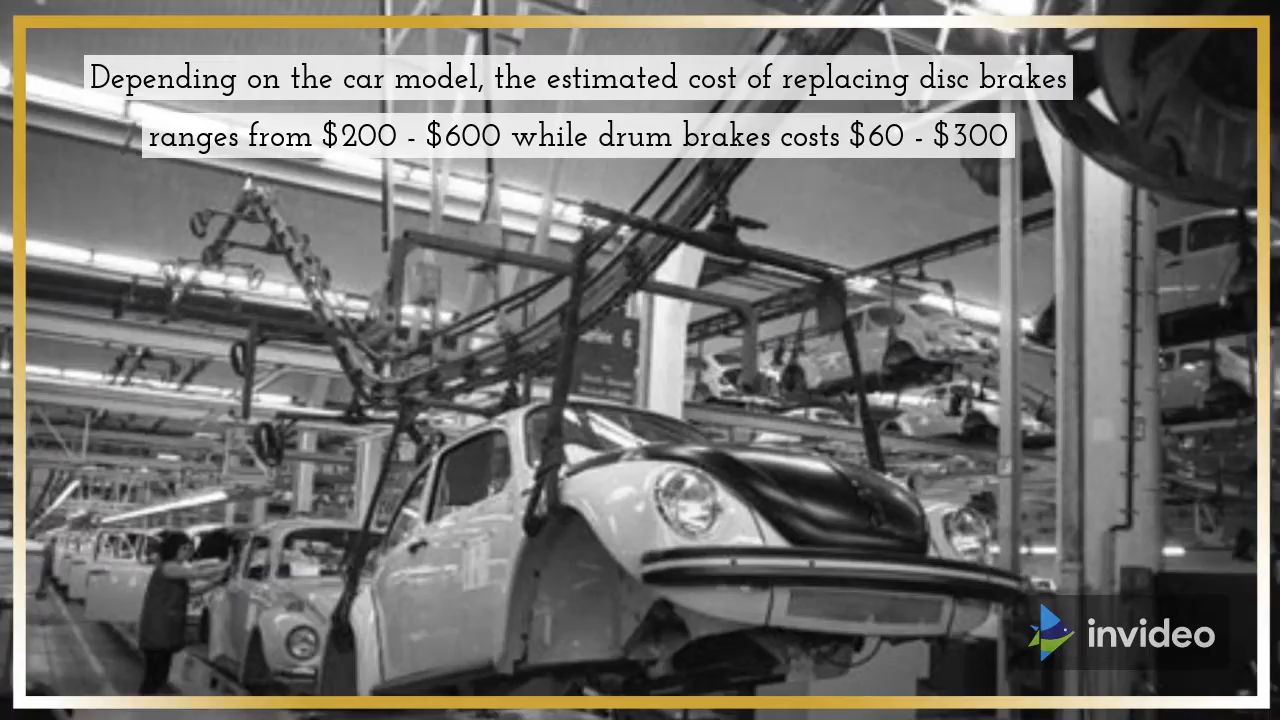 Depending on the car model, the estimated cost of replacing disc brakes
ranges from $200 - $600 while drum brakes costs $60 - $300
6
invideo